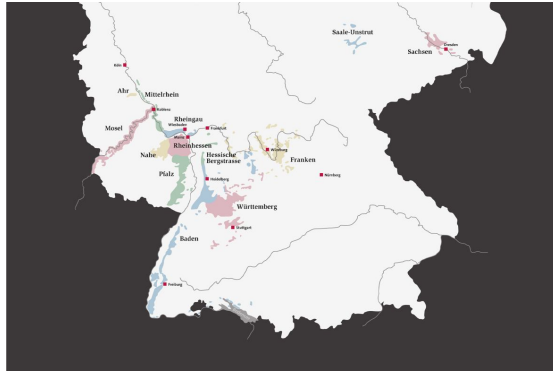 Saale-Unstrut
Dresden
Sachsen
Köln
Ahr
Mittelrhein
Koblenz
Rheingau
Wiesbaden
Frankfurt
Mosel
Mainz
Rheinhessen
Nahe
Hessische
Bergstrasse
Würzburg
Franken
Pfalz
Heidelberg
Nürnberg
Württemberg
Stuttgart
Baden
Freiburg